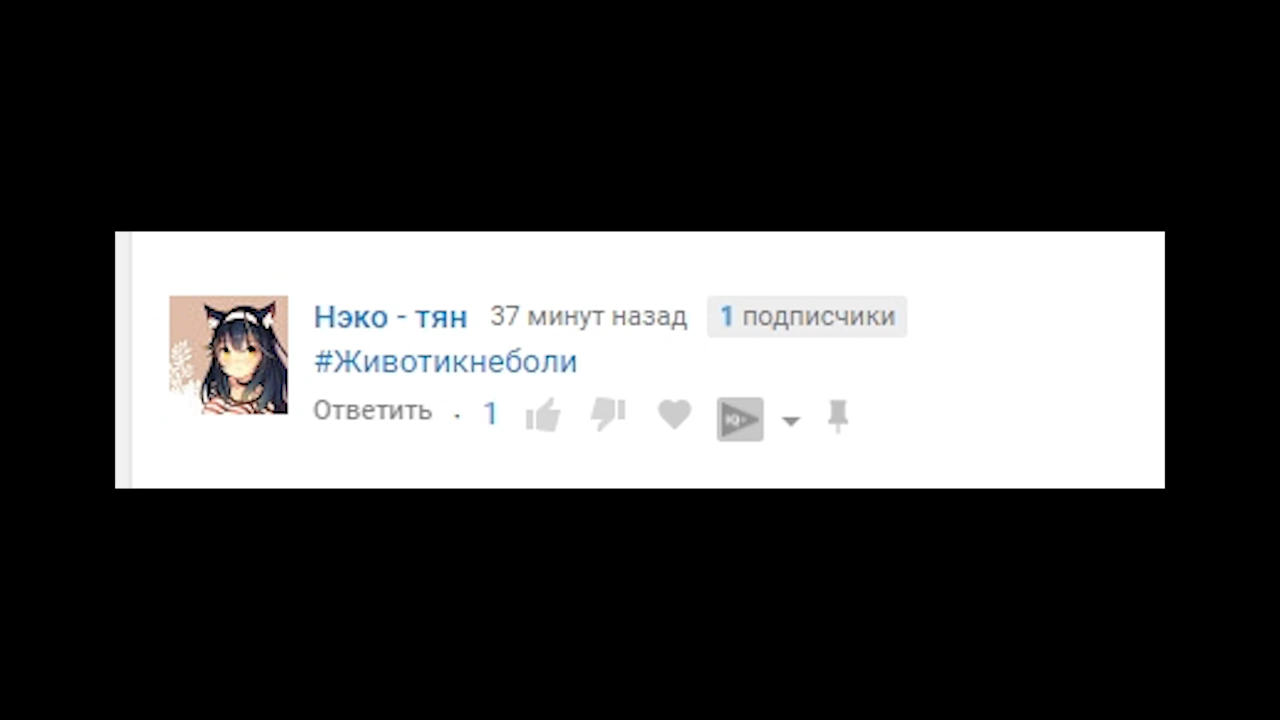 Нэко - тян 37 минут назад 1 подписчики
#Животикнеболи
Ответить · 1